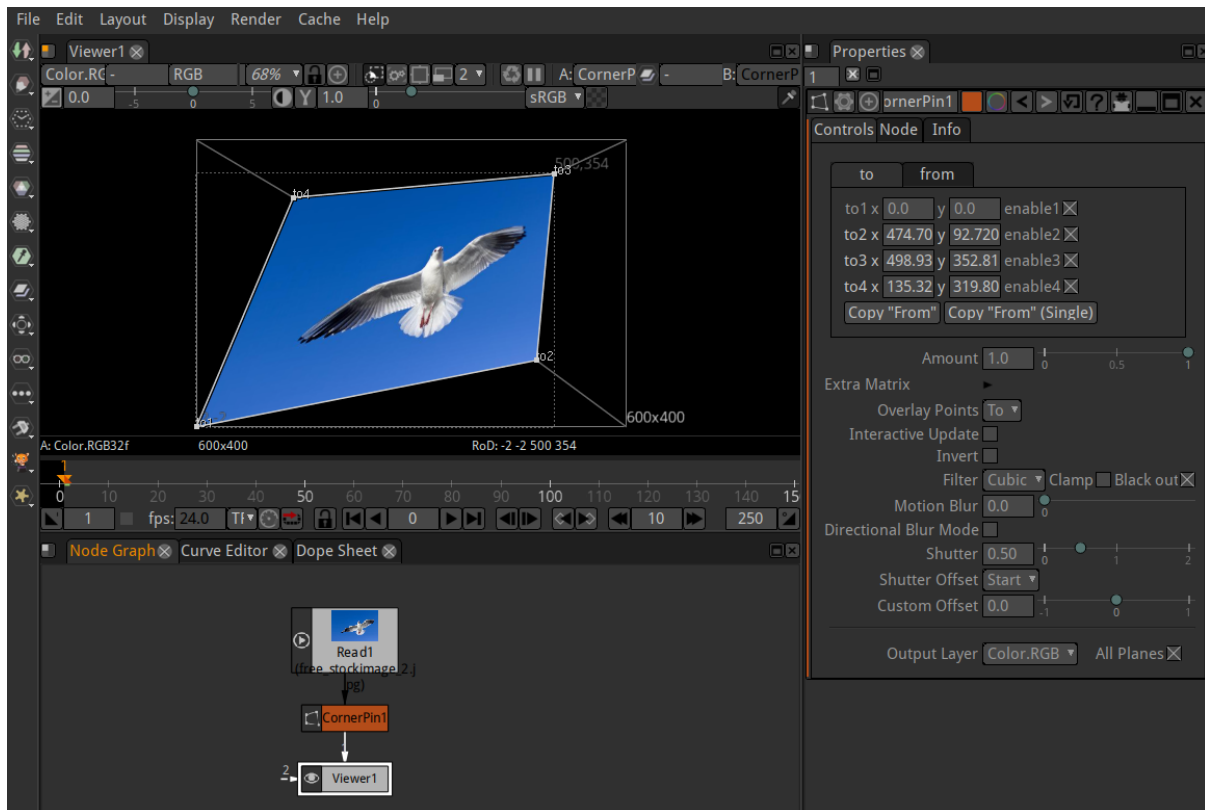 File Edit Layout Display Render Cache Help
Viewer1
Color.RG - RGB 68% 2 A: CornerP - B: CornerP
0.0 -5 0 5 Y 1.0 0 sRGB
500,354
to3
to4
to2
to1
600x400
A: Color.RGB32f 600x400 RoD: -2 -2 500 354
1
0 10 20 30 40 50 60 70 80 90 100 110 120 130 140 15
1 fps: 24.0 TF 0 10 250
Node Graph Curve Editor Dope Sheet
Read1
(free_stockimage_2.j
pg)
CornerPin1
2 Viewer1
Properties
1
ornerPin1 < > ?
Controls Node Info
to from
to1 x 0.0 y 0.0 enable1
to2 x 474.70 y 92.720 enable2
to3 x 498.93 y 352.81 enable3
to4 x 135.32 y 319.80 enable4
Copy "From" Copy "From" (Single)
Amount 1.0 0 0.5 1
Extra Matrix
Overlay Points To
Interactive Update
Invert
Filter Cubic Clamp Black out
Motion Blur 0.0 0
Directional Blur Mode
Shutter 0.50 0 1 2
Shutter Offset Start
Custom Offset 0.0 -1 0 1
Output Layer Color.RGB All Planes